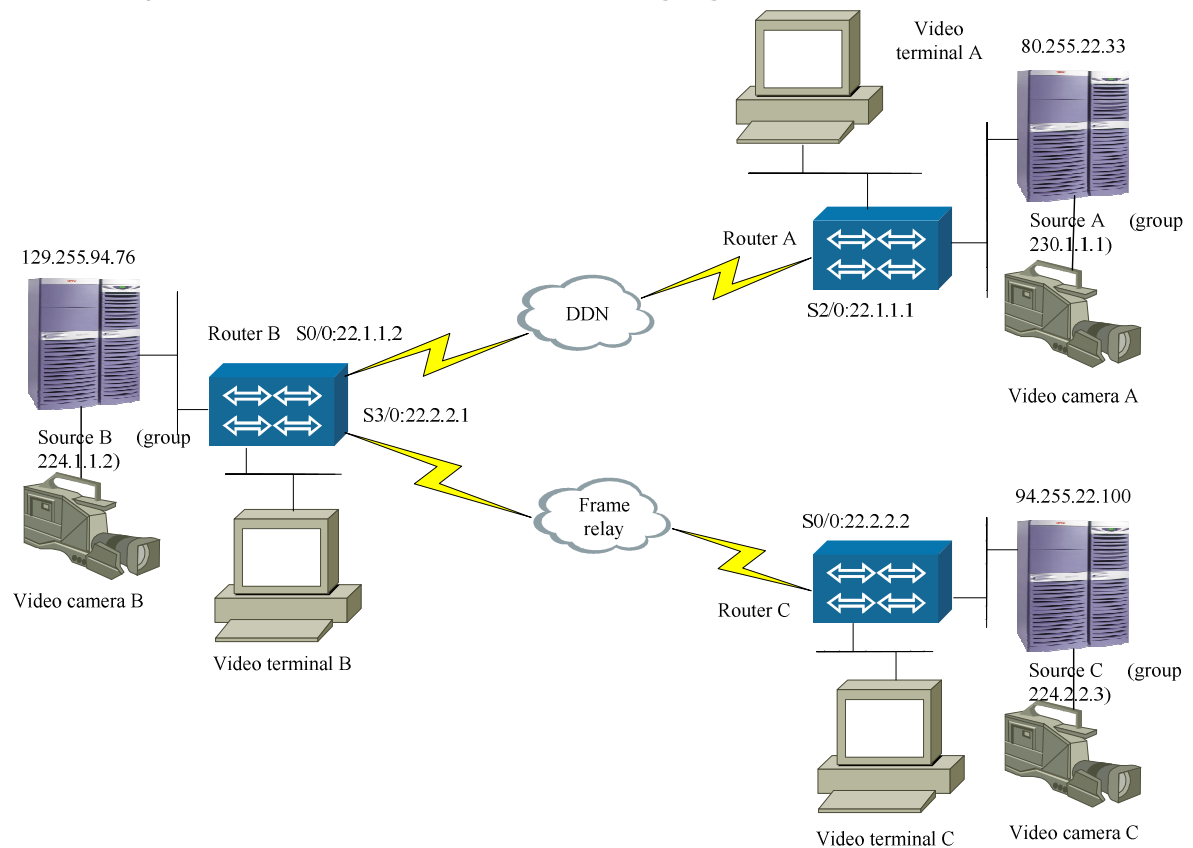 Video
terminal A
80.255.22.33
Source A (group
230.1.1.1)
Router A
S2/0:22.1.1.1
Video camera A
DDN
129.255.94.76
Router B S0/0:22.1.1.2
S3/0:22.2.2.1
Source B (group
224.1.1.2)
Video camera B
Video terminal B
Frame
relay
94.255.22.100
S0/0:22.2.2.2
Router C
Source C (group
224.2.2.3)
Video terminal C
Video camera C